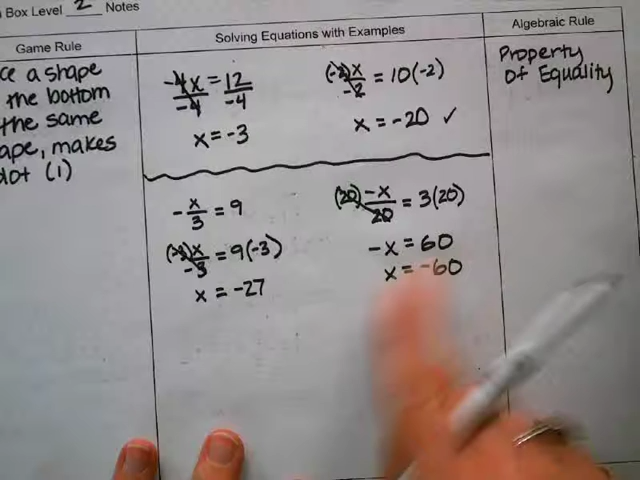 Box Level 2 Notes
Game Rule
Solving Equations with Examples
Algebraic Rule
a shape
the bottom
the same
makes
dot (1)
-4x/-4 = 12/-4
x = -3
(-2)x/-2 = 10(-2)
x = -20 ✓
-x/3 = 9
(-3)x/-3 = 9(-3)
x = -27
(20)-x/20 = 3(20)
-x = 60
x = -60
Property
of Equality